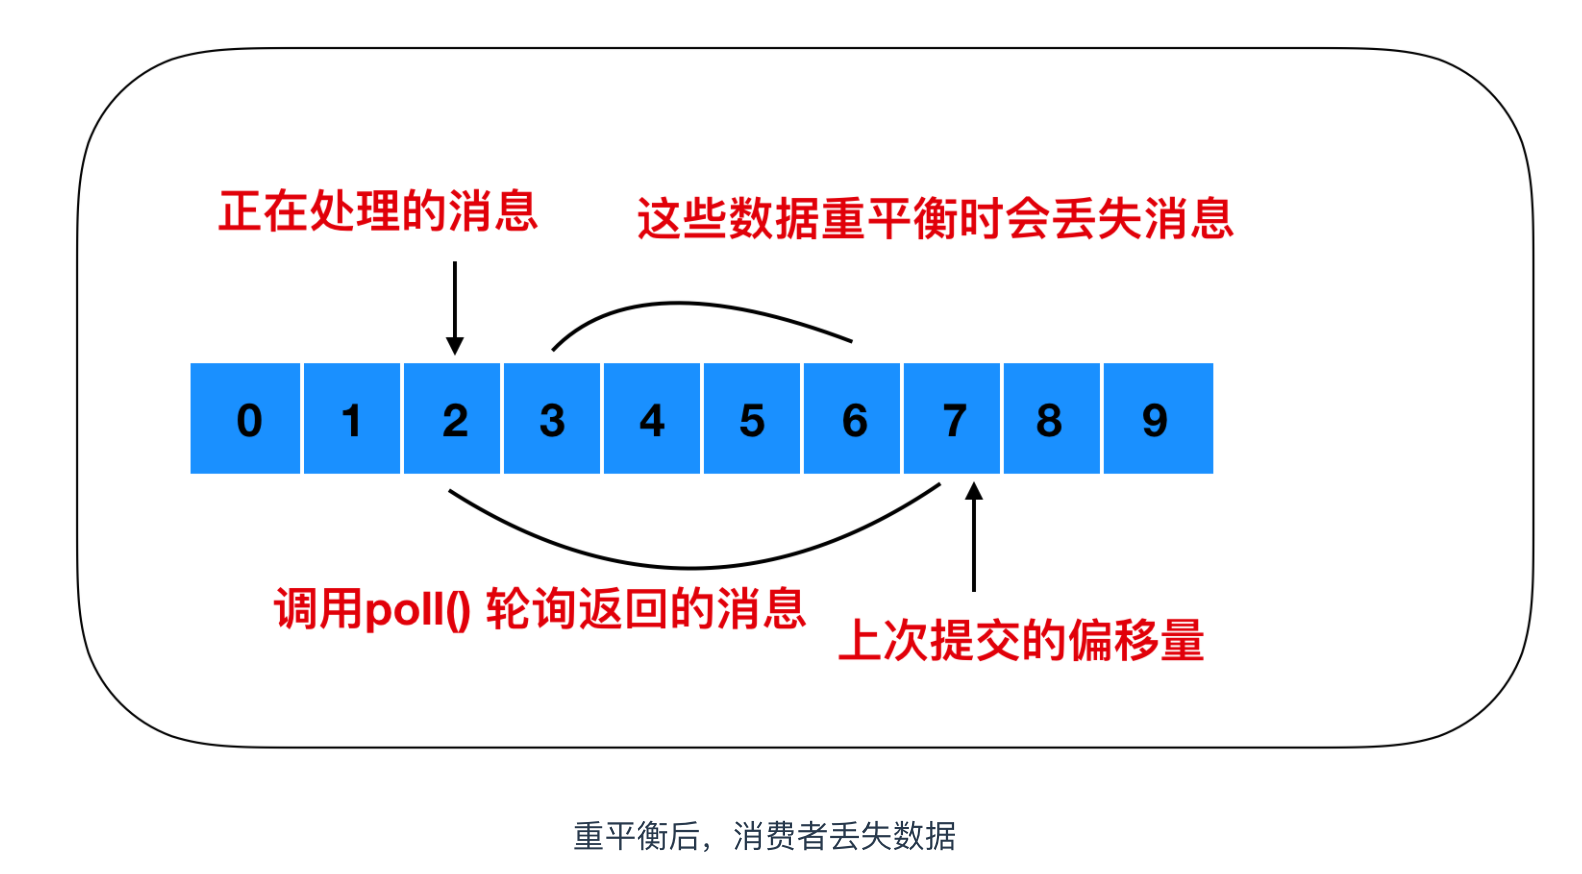 正在处理的消息
这些数据重平衡时会丢失消息
0 1 2 3 4 5 6 7 8 9
调用poll() 轮询返回的消息
上次提交的偏移量
重平衡后，消费者丢失数据